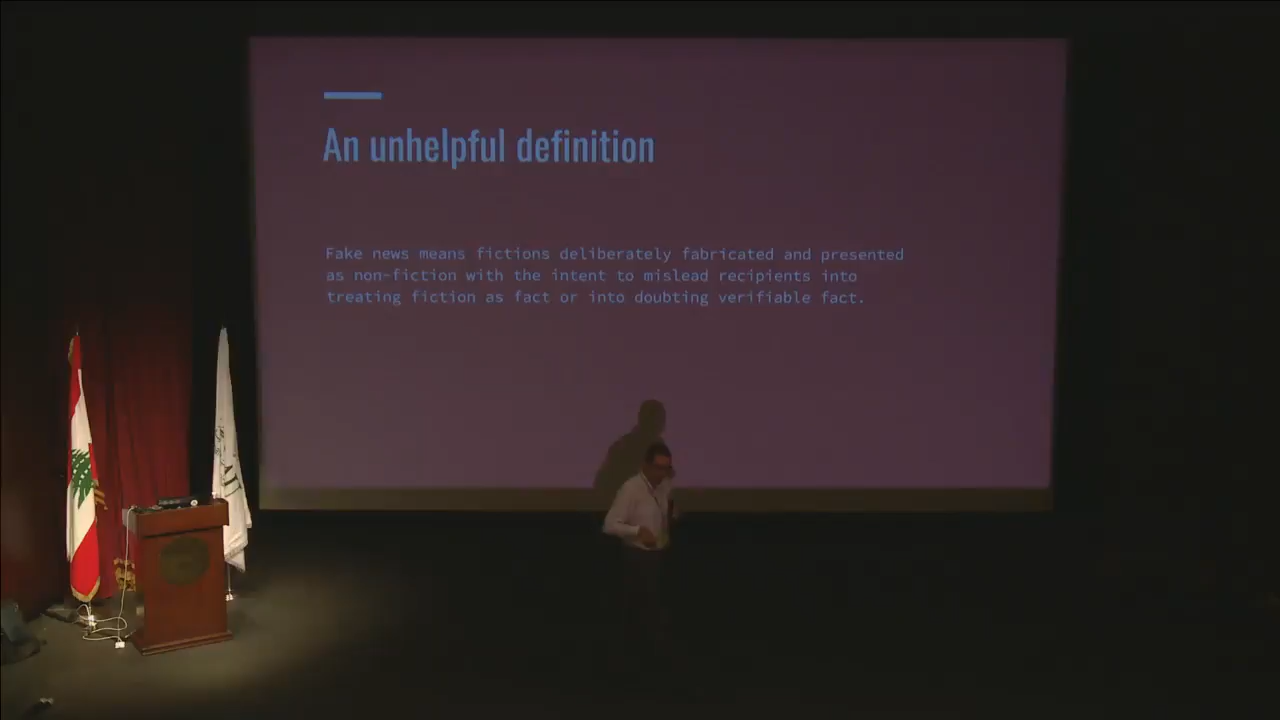 An unhelpful definition
Fake news means fictions deliberately fabricated and presented
as non-fiction with the intent to mislead recipients into
treating fiction as fact or into doubting verifiable fact.